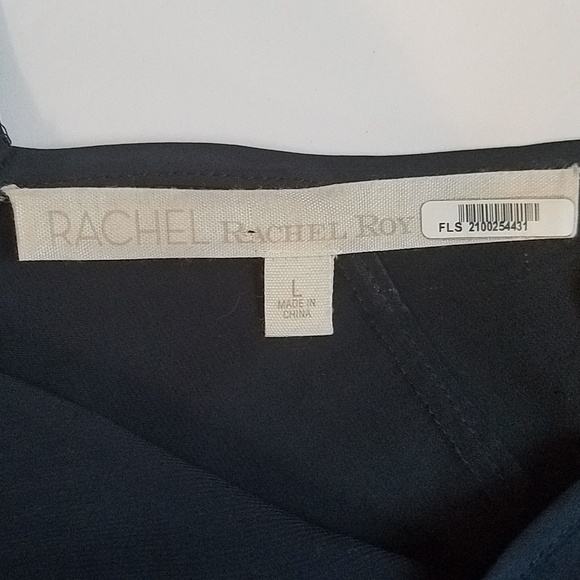 RACHEL RACHEL ROY
FLS 2100254431
L
MADE IN
CHINA